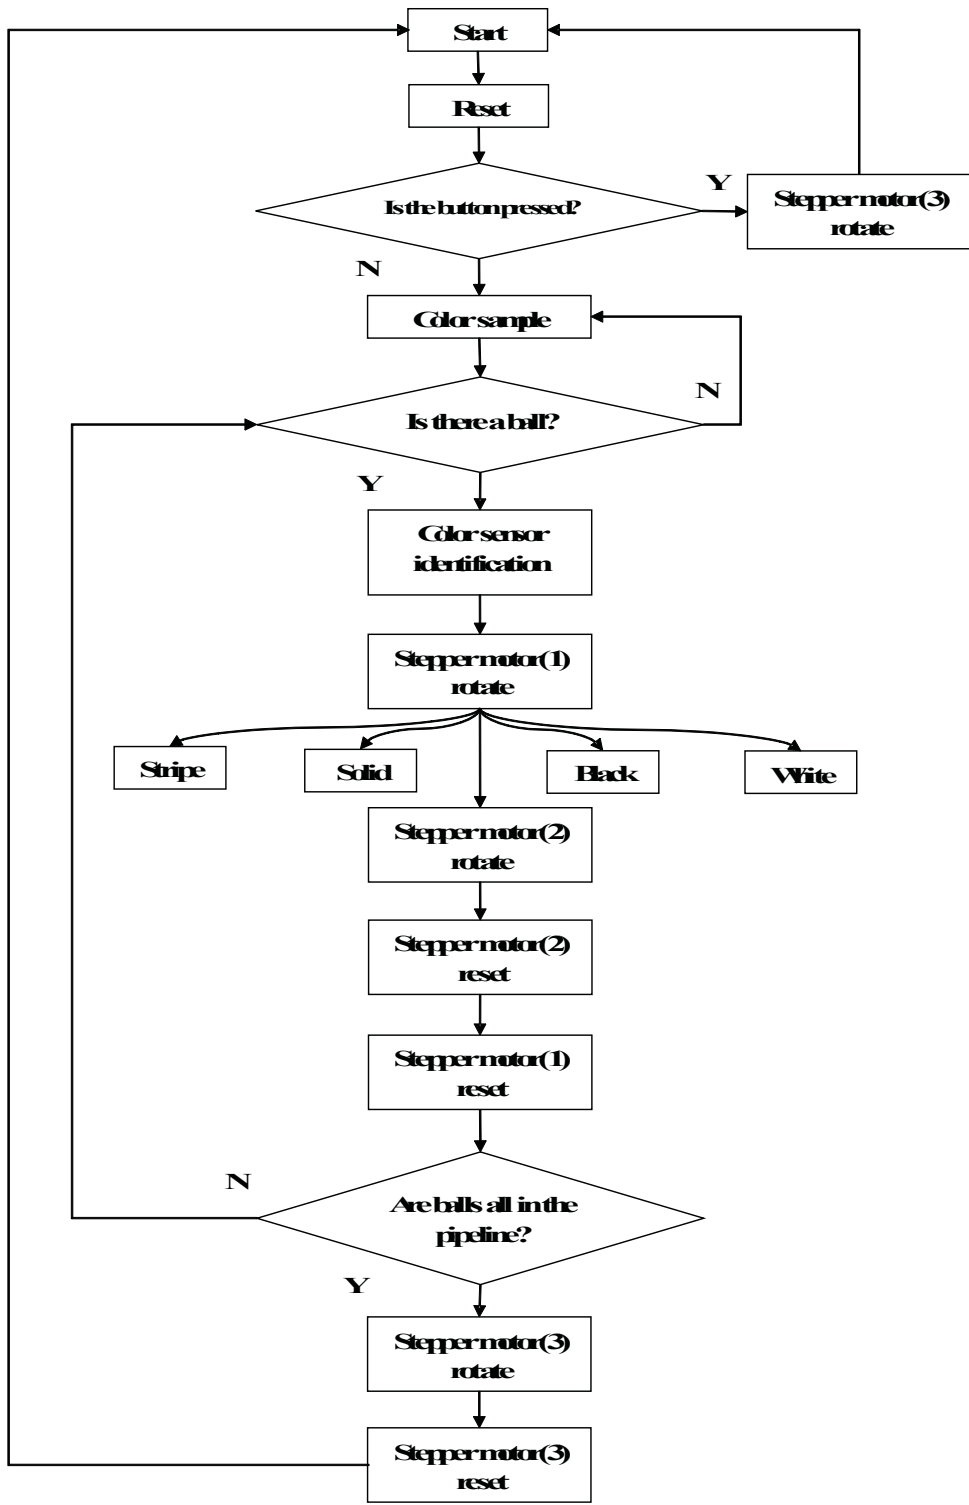 Start
Reset
Is the button pressed?
Y
Stepper motor(3)
rotate
N
Color sample
N
Is there a ball?
Y
Color sensor
identification
Stepper motor(1)
rotate
Stripe
Solid
Black
White
Stepper motor(2)
rotate
Stepper motor(2)
reset
Stepper motor(1)
reset
N
Are balls all in the
pipeline?
Y
Stepper motor(3)
rotate
Stepper motor(3)
reset